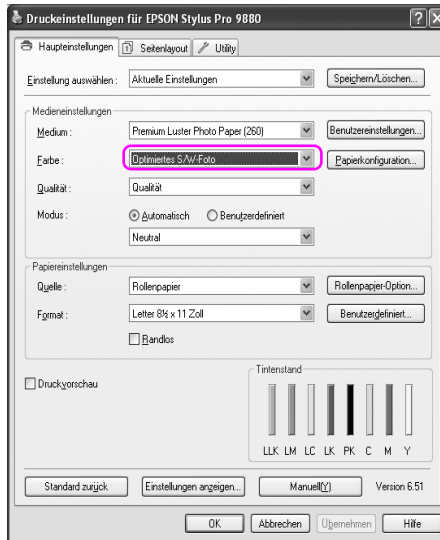 Druckeinstellungen für EPSON Stylus Pro 9880
Haupteinstellungen Seitenlayout Utility
Einstellung auswählen : Aktuelle Einstellungen Speichern/Löschen...
Medieneinstellungen
Medium : Premium Luster Photo Paper (260) Benutzereinstellungen...
Farbe : Optimiertes S/W-Foto Papierkonfiguration...
Qualität : Qualität
Modus : Automatisch Benutzerdefiniert
Neutral
Papiereinstellungen
Quelle : Rollenpapier Rollenpapier-Option...
Format : Letter 8½ x 11 Zoll Benutzerdefiniert...
Randlos
Druckvorschau
Tintenstand
LLK LM LC LK PK C M Y
Standard zurück Einstellungen anzeigen... Manuell(Y) Version 6.51
OK Abbrechen Übernehmen Hilfe